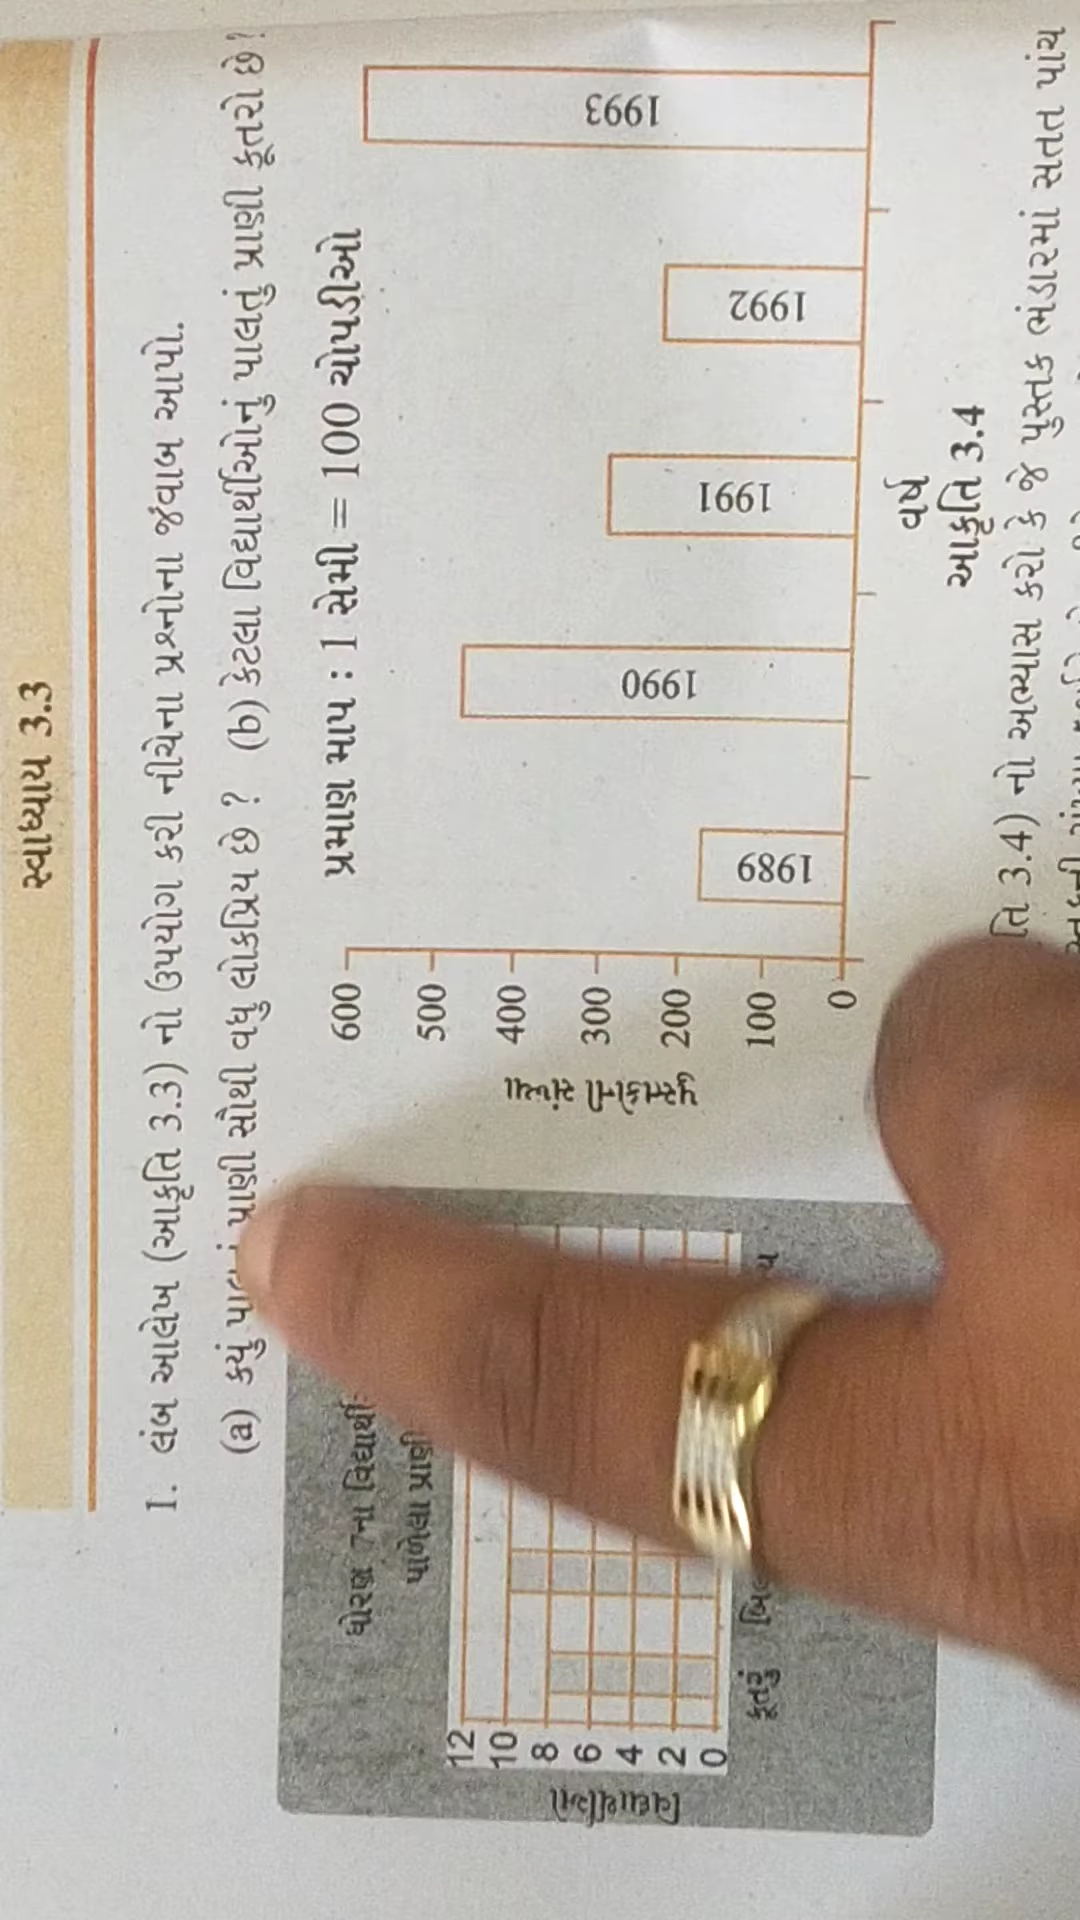 સ્વાધ્યાય 3.3
1. લંબ આલેખ (આકૃતિ 3.3) નો ઉપયોગ કરી નીચેના પ્રશ્નોના જવાબ આપો.
(a) કયું પ્રાણી સૌથી વધુ લોકપ્રિય છે ? (b) કેટલા વિદ્યાર્થીઓનું પાલતું પ્રાણી કૂતરો છે ?
ધોરણ 7ના
પાળેલા
12
10
8
6
4
2
0
વિદ્યાર્થીઓ
કૂતરું
પ્રમાણ માપ : 1 સેમી = 100 ચોપડીઓ
600
500
400
300
200
100
0
પુસ્તકોની સંખ્યા
1989
1990
1991
1992
1993
વર્ષ
આકૃતિ 3.4
3.4) નો અભ્યાસ કરો કે જે પુસ્તક ભંડારમાં સતત પાંચ